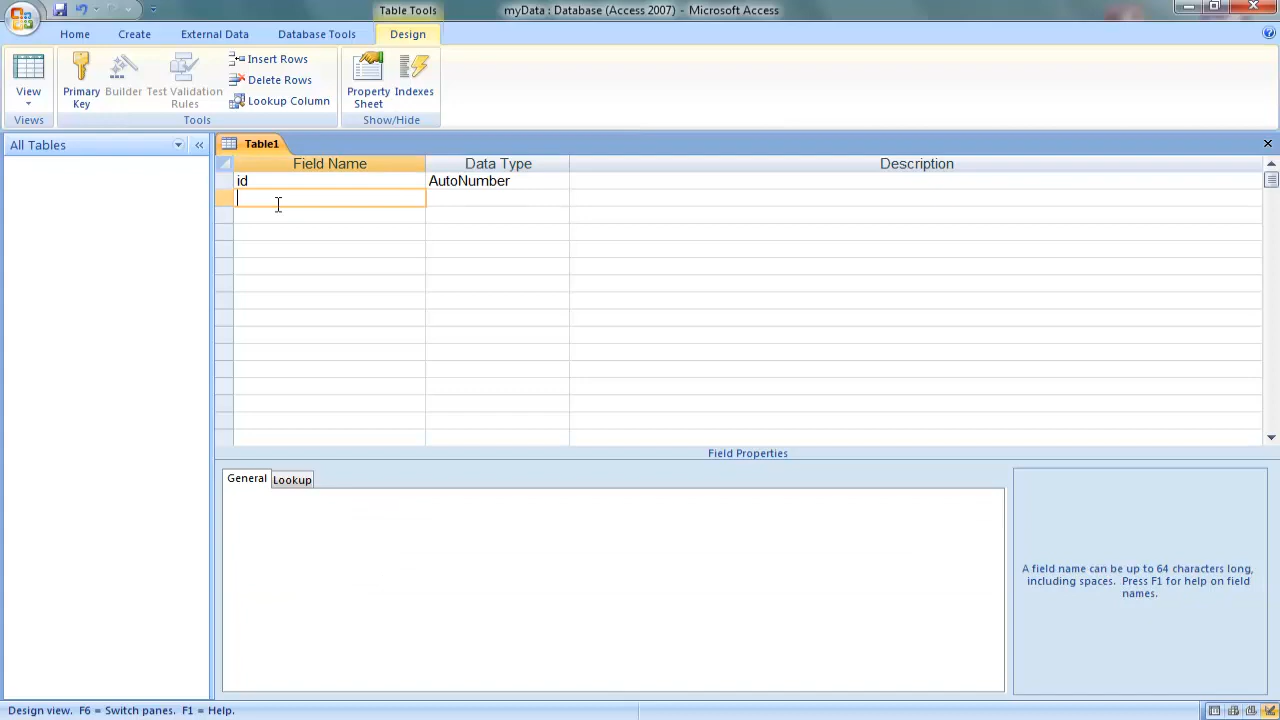 Table Tools
myData : Database (Access 2007) - Microsoft Access
Home
Create
External Data
Database Tools
Design
View
Primary Key
Builder
Test Validation Rules
Insert Rows
Delete Rows
Lookup Column
Property Sheet
Indexes
Views
Tools
Show/Hide
All Tables
Table1
Field Name
Data Type
Description
id
AutoNumber
Field Properties
General
Lookup
A field name can be up to 64 characters long,
including spaces. Press F1 for help on field
names.
Design view. F6 = Switch panes. F1 = Help.